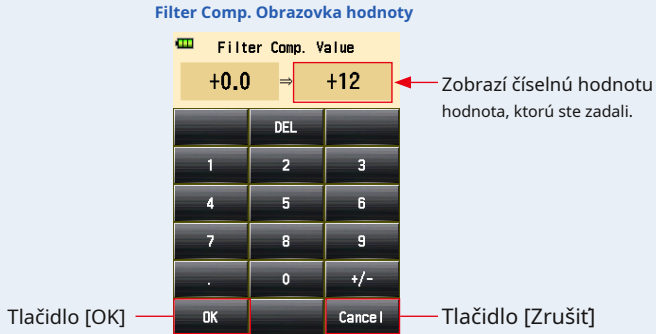 Filter Comp. Obrazovka hodnoty
Filter Comp. Value
+0.0 ⇒ +12
Zobrazí číselnú hodnotu
hodnota, ktorú ste zadali.
DEL
1 2 3
4 5 6
7 8 9
. 0 +/-
Tlačidlo [OK]
OK Cancel
Tlačidlo [Zrušiť]